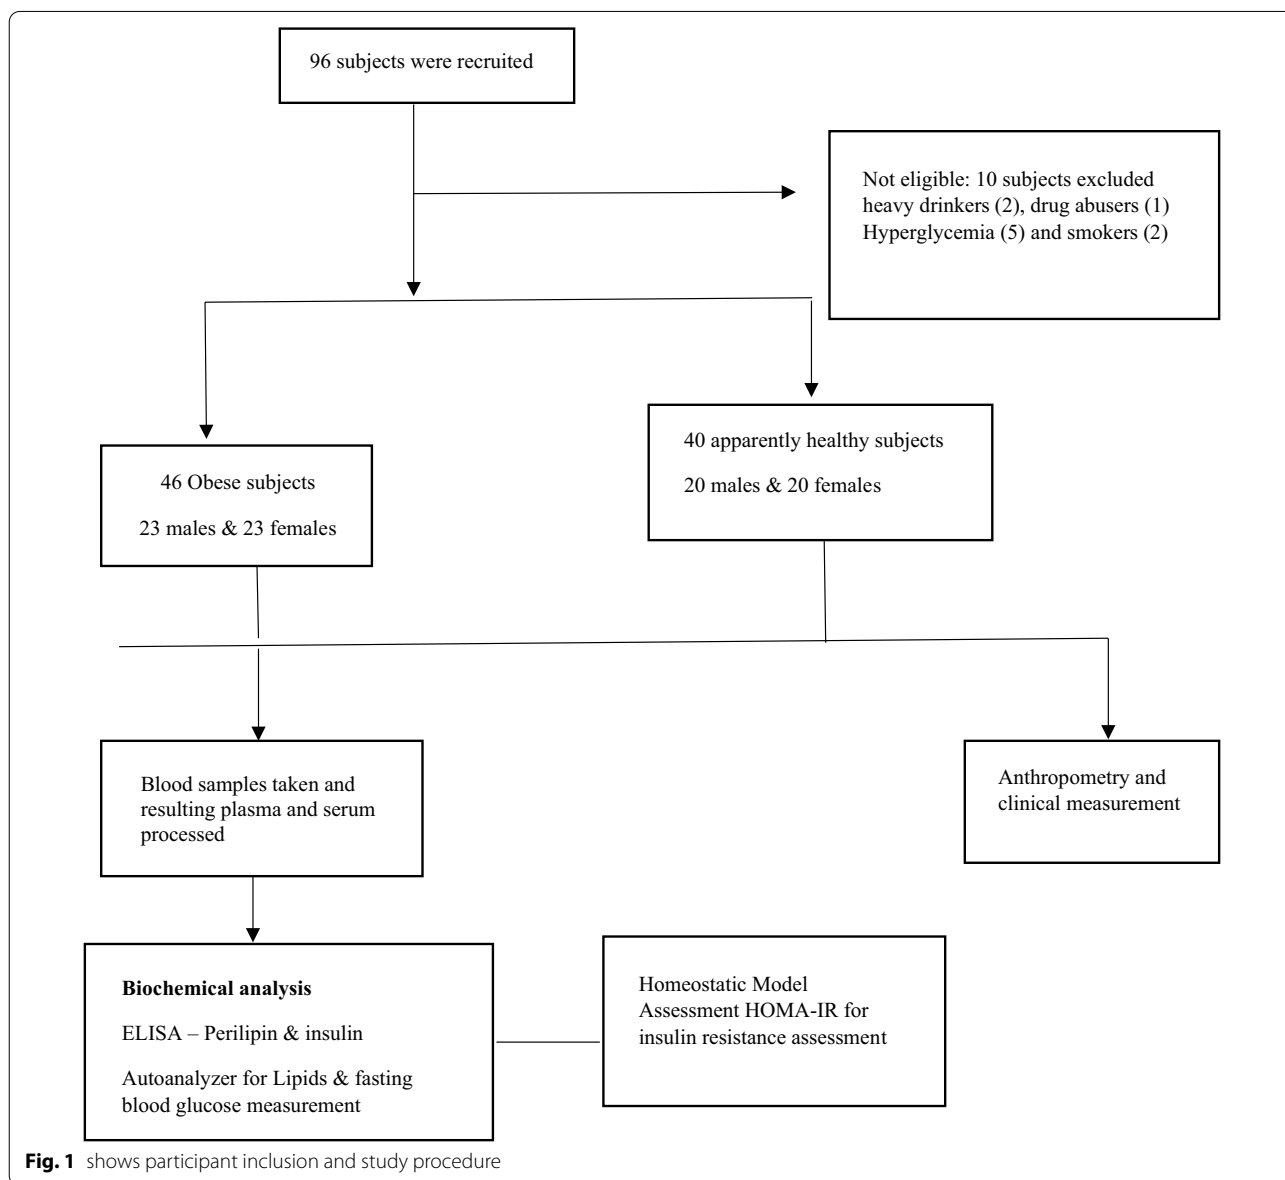 96 subjects were recruited
Not eligible: 10 subjects excluded
heavy drinkers (2), drug abusers (1)
Hyperglycemia (5) and smokers (2)
46 Obese subjects
23 males & 23 females
40 apparently healthy subjects
20 males & 20 females
Blood samples taken and
resulting plasma and serum
processed
Anthropometry and
clinical measurement
Biochemical analysis
ELISA – Perilipin & insulin
Autoanalyzer for Lipids & fasting
blood glucose measurement
Homeostatic Model
Assessment HOMA-IR for
insulin resistance assessment
Fig. 1 shows participant inclusion and study procedure